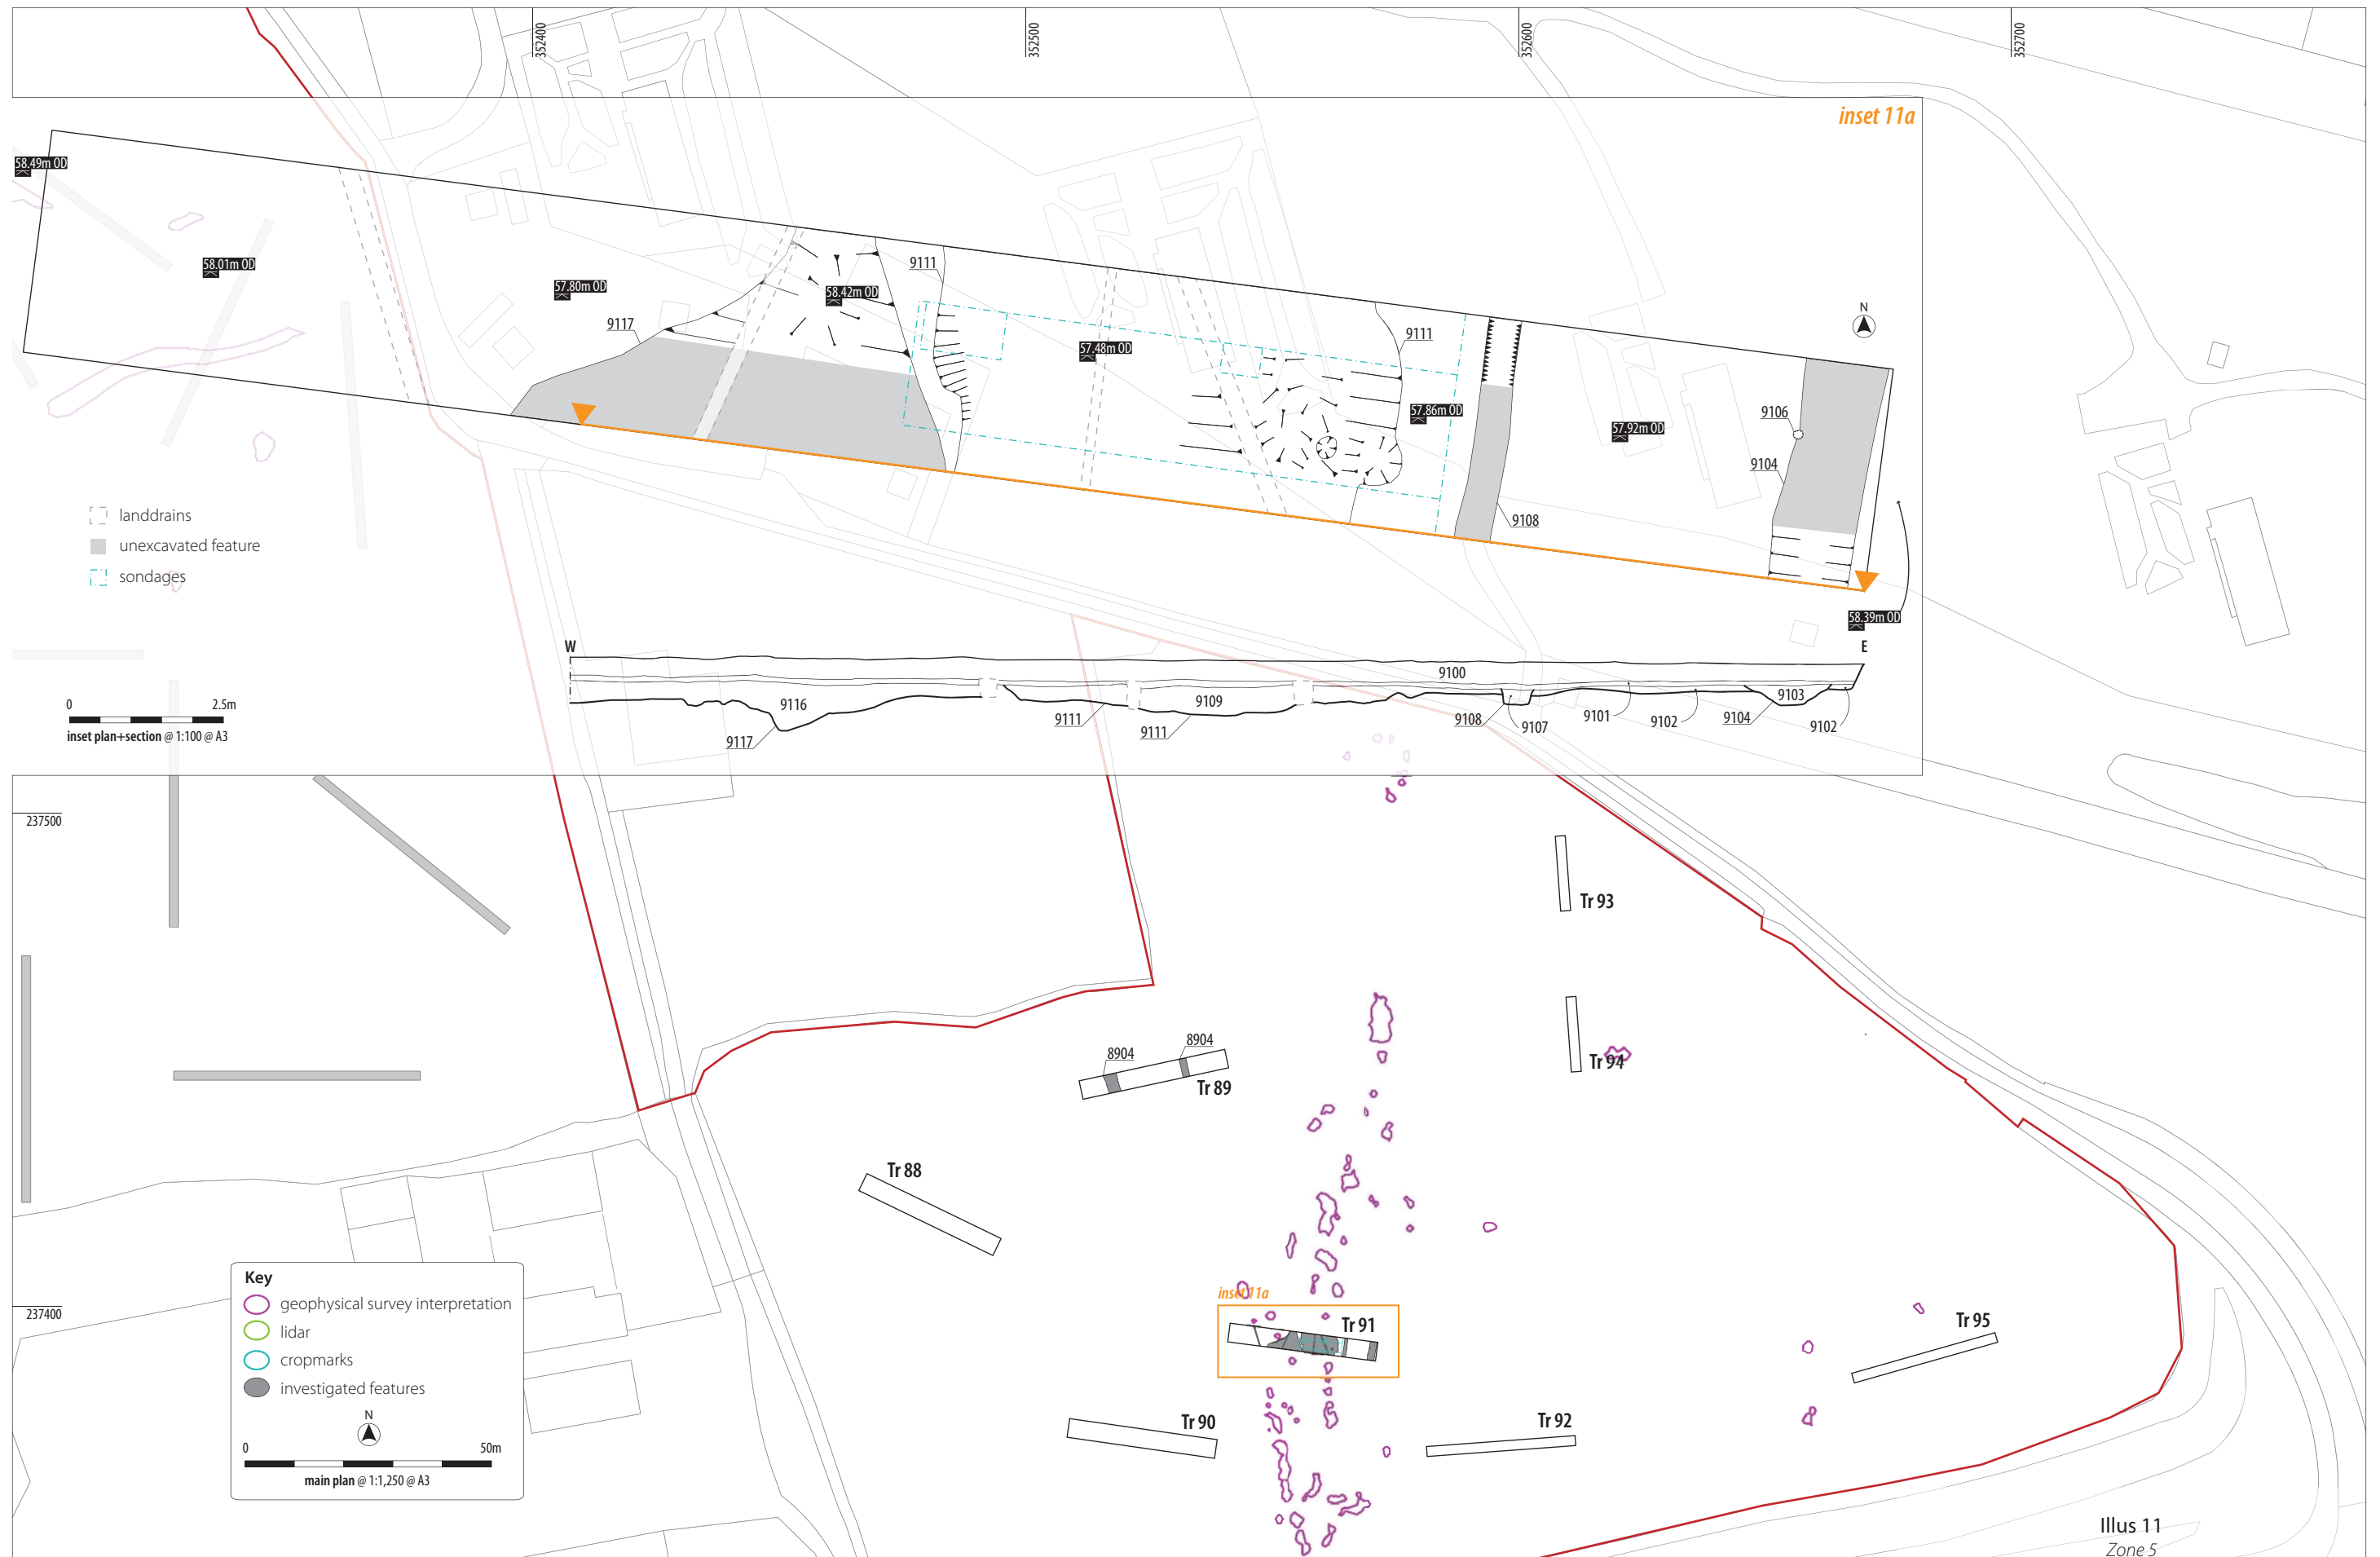 352400
352500
352600
352700
inset 11a
58.49m OD
58.01m OD
57.80m OD
58.42m OD
9111
9117
57.48m OD
9111
N
57.86m OD
57.92m OD
9106
9104
9108
landdrains
unexcavated feature
sondages
58.39m OD
W
E
9100
9116
9109
9103
9111
9111
9108
9107
9101
9102
9104
9102
9117
0 2.5m
inset plan+section @ 1:100 @ A3
237500
Tr 93
8904
8904
Tr 94
Tr 89
Tr 88
Key
geophysical survey interpretation
lidar
cropmarks
investigated features
N
0 50m
main plan @ 1:1,250 @ A3
237400
inset 11a
Tr 91
Tr 95
Tr 90
Tr 92
Illus 11
Zone 5